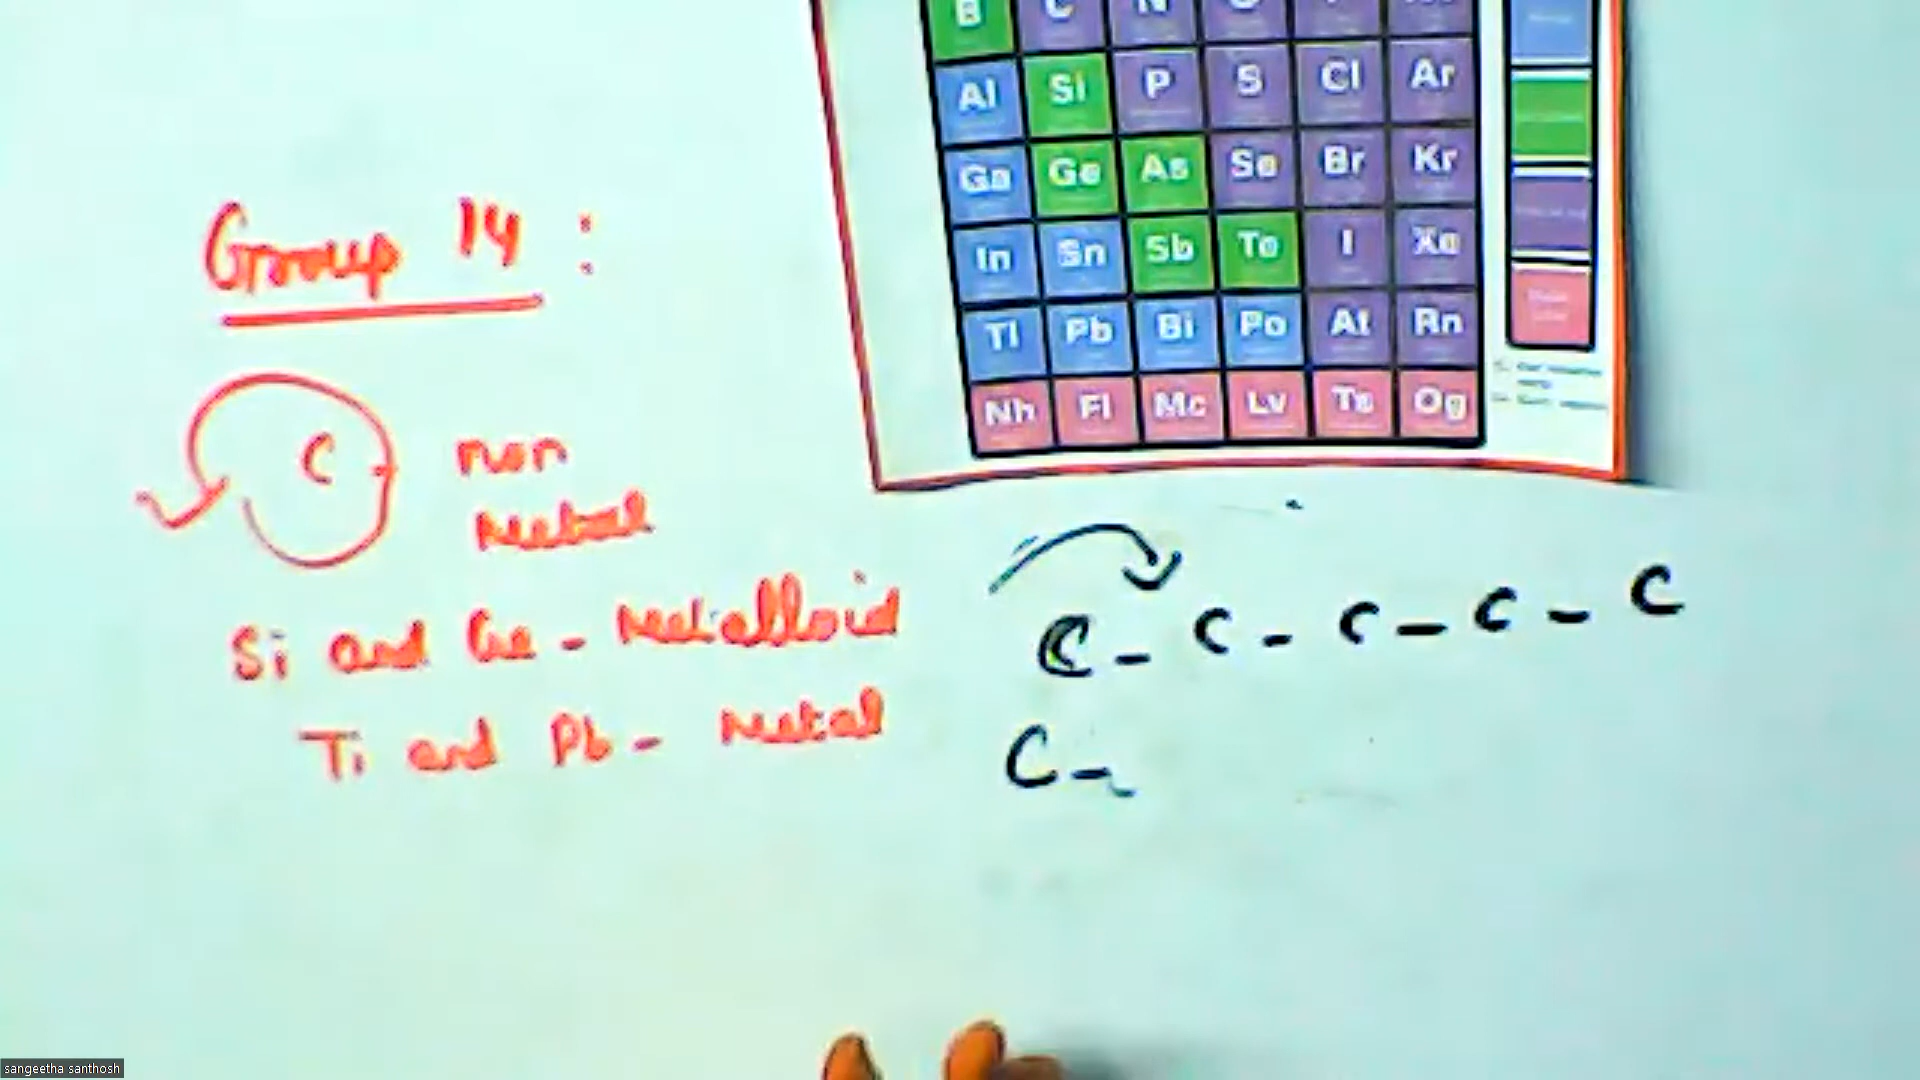 B C N
Al Si P S Cl Ar
Ga Ge As Se Br Kr
In Sn Sb Te I Xe
Tl Pb Bi Po At Rn
Nh Fl Mc Lv Ts Og
Group 14 :
C non
Metal
Si and Ge - Metalloid
Ti and Pb - Metal
C - C - C - C - C
C -
sangeetha santhosh